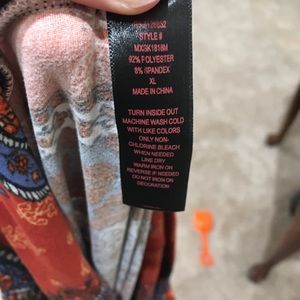 STYLE #
MXSK1818M
92% POLYESTER
8% SPANDEX
XL
MADE IN CHINA
TURN INSIDE OUT
MACHINE WASH COLD
WITH LIKE COLORS
ONLY NON-
CHLORINE BLEACH
WHEN NEEDED
LINE DRY
WARM IRON ON
REVERSE IF NEEDED
DO NOT IRON ON
DECORATION